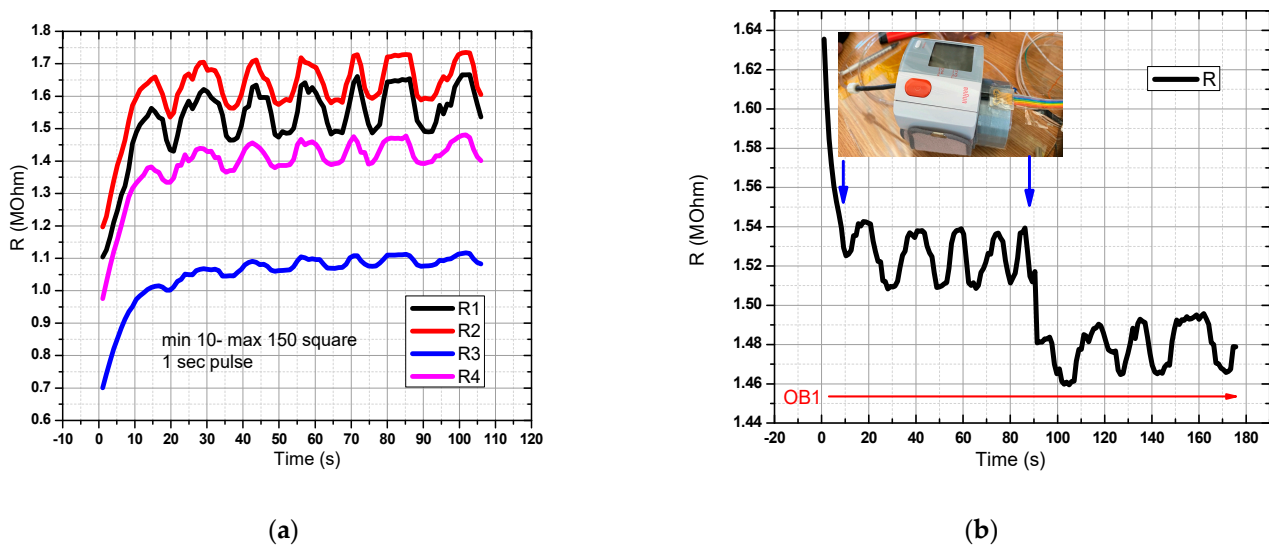 1.8
1.7
1.6
1.5
1.4
1.3
1.2
1.1
1.0
0.9
0.8
0.7
0.6
R (MOhm)
min 10- max 150 square
1 sec pulse
R1
R2
R3
R4
-10 0 10 20 30 40 50 60 70 80 90 100 110 120
Time (s)
(a)
1.64
1.62
1.60
1.58
1.56
1.54
1.52
1.50
1.48
1.46
1.44
R (MOhm)
R
OB1
-20 0 20 40 60 80 100 120 140 160 180
Time (s)
(b)